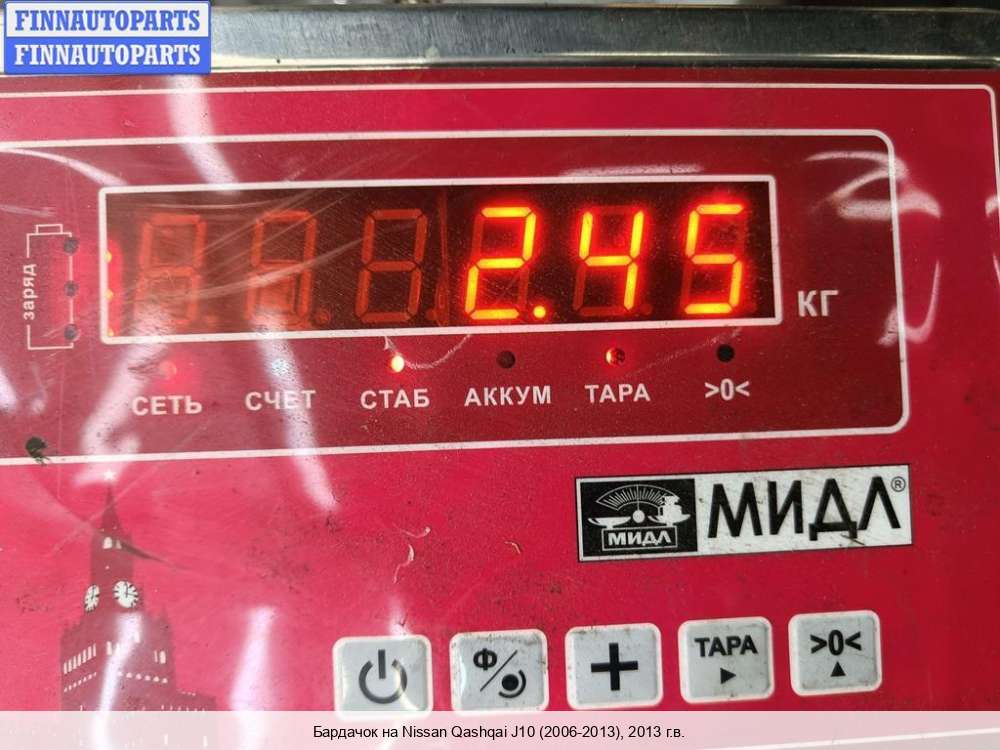 FINNAUTOPARTS
FINNAUTOPARTS
заряд
2.45
КГ
СЕТЬ СЧЕТ СТАБ АККУМ ТАРА >0<
МИДЛ МИДЛ®
Ф ТАРА >0<
Бардачок на Nissan Qashqai J10 (2006-2013), 2013 г.в.